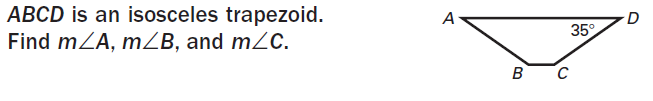 ABCD is an isosceles trapezoid.
Find m∠A, m∠B, and m∠C.
A
D
35°
B
C